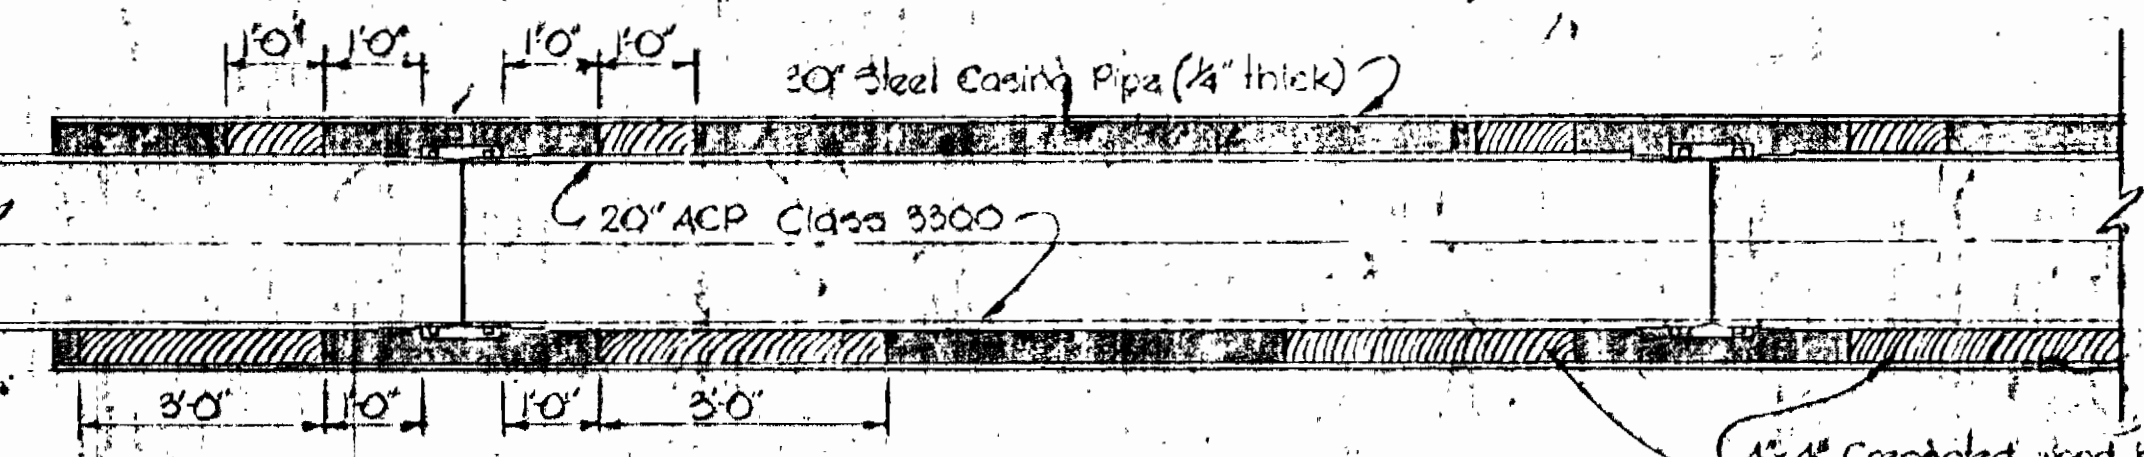 1'-0" 1'-0" 1'-0" 1'-0"
30" Steel Casing Pipe (1/4" thick)
20" ACP Class 3300
3'-0" 1'-0" 1'-0" 3'-0"
4"x4" Creosoted wood